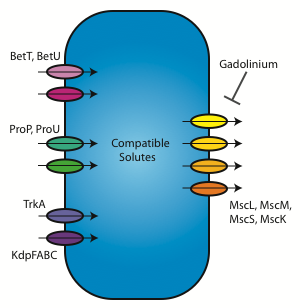 BetT, BetU
Gadolinium
ProP, ProU
Compatible
Solutes
TrkA
MscL, MscM,
MscS, MscK
KdpFABC